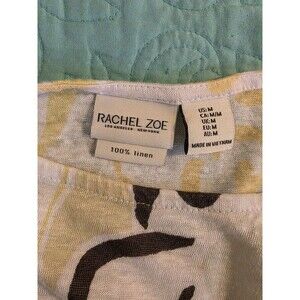 RACHEL ZOE
LOS ANGELES - NEW YORK
100% linen
US:M
CA:M/M
UK:M
EU:M
AU:M
MADE IN VIETNAM